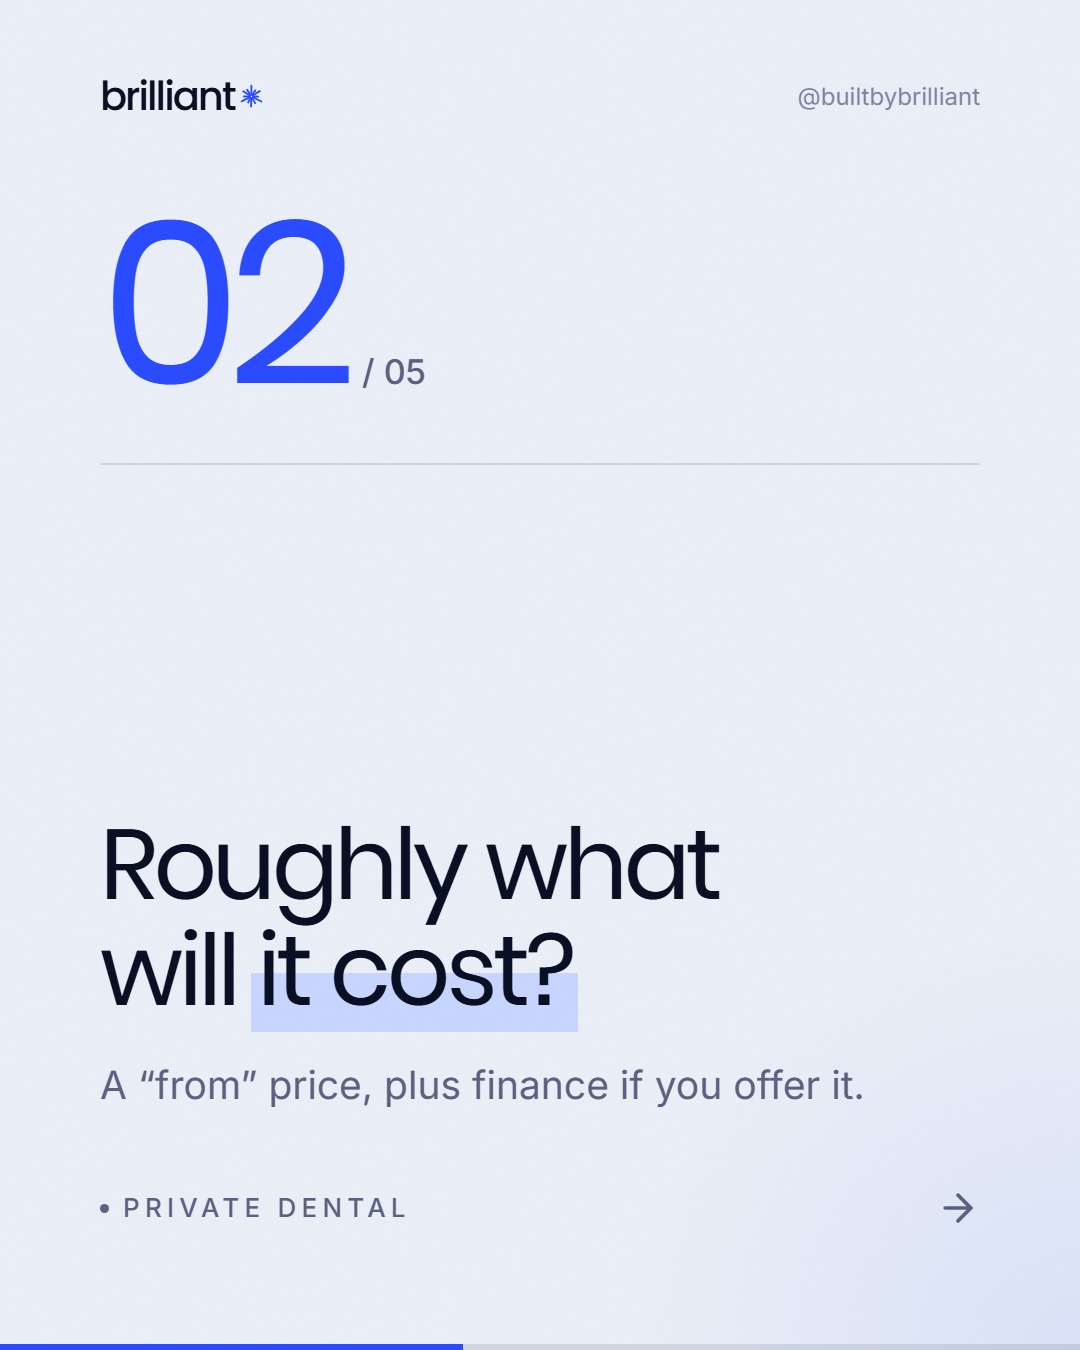 brilliant
@builtbybrilliant
02 / 05
Roughly what
will it cost?
A “from” price, plus finance if you offer it.
• PRIVATE DENTAL